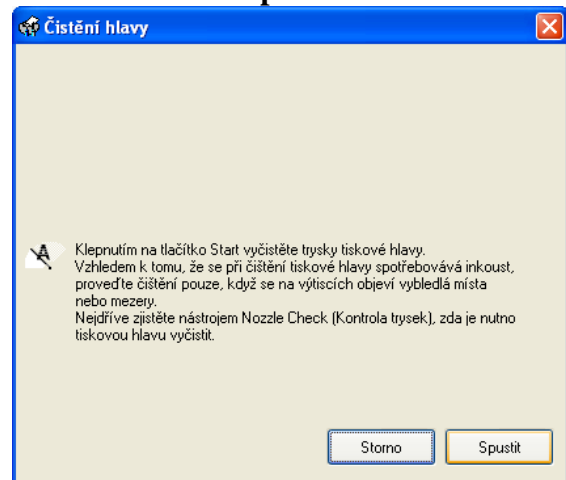 Čistění hlavy
Klepnutím na tlačítko Start vyčistěte trysky tiskové hlavy.
Vzhledem k tomu, že se při čištění tiskové hlavy spotřebovává inkoust,
proveďte čištění pouze, když se na výtiscích objeví vybledlá místa
nebo mezery.
Nejdříve zjistěte nástrojem Nozzle Check (Kontrola trysek), zda je nutno
tiskovou hlavu vyčistit.
Storno
Spustit